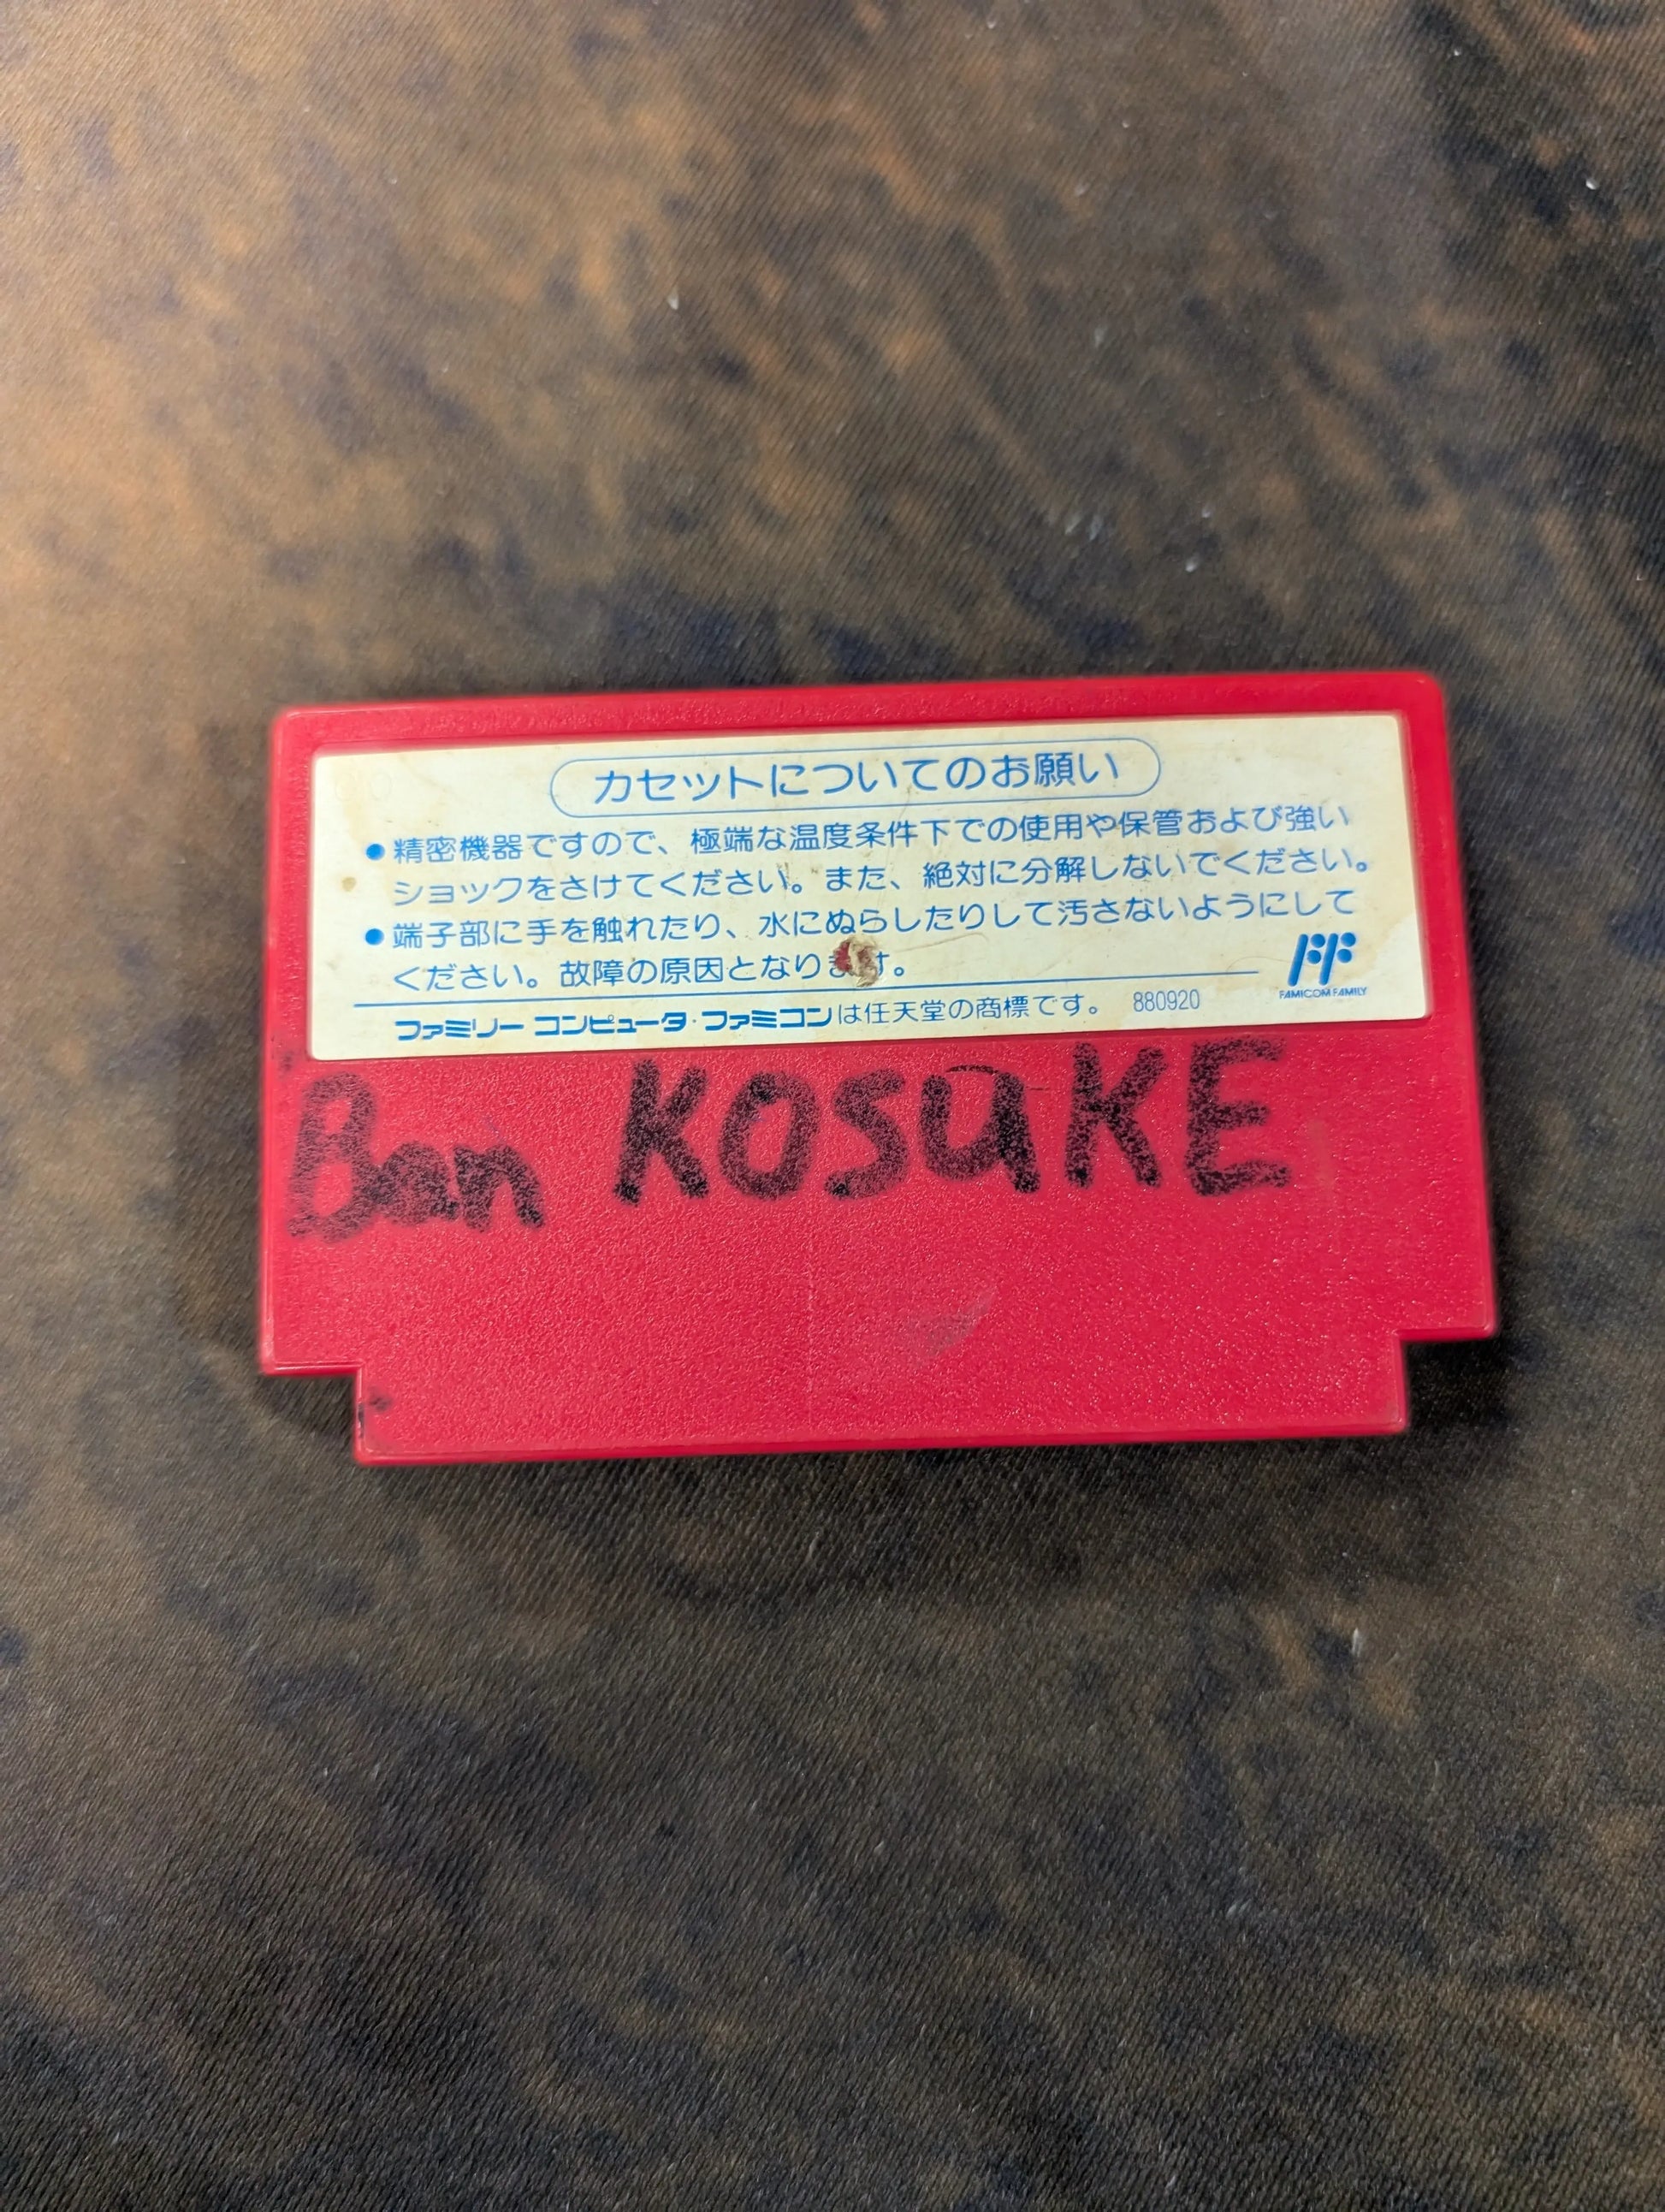 カセットについてのお願い
●精密機器ですので、極端な温度条件下での使用や保管および強い
ショックをさけてください。また、絶対に分解しないでください。
●端子部に手を触れたり、水にぬらしたりして汚さないようにして
ください。故障の原因となります。
FAMICOM FAMILY
ファミリー コンピュータ・ファミコンは任天堂の商標です。 880920
Ban KOSUKE